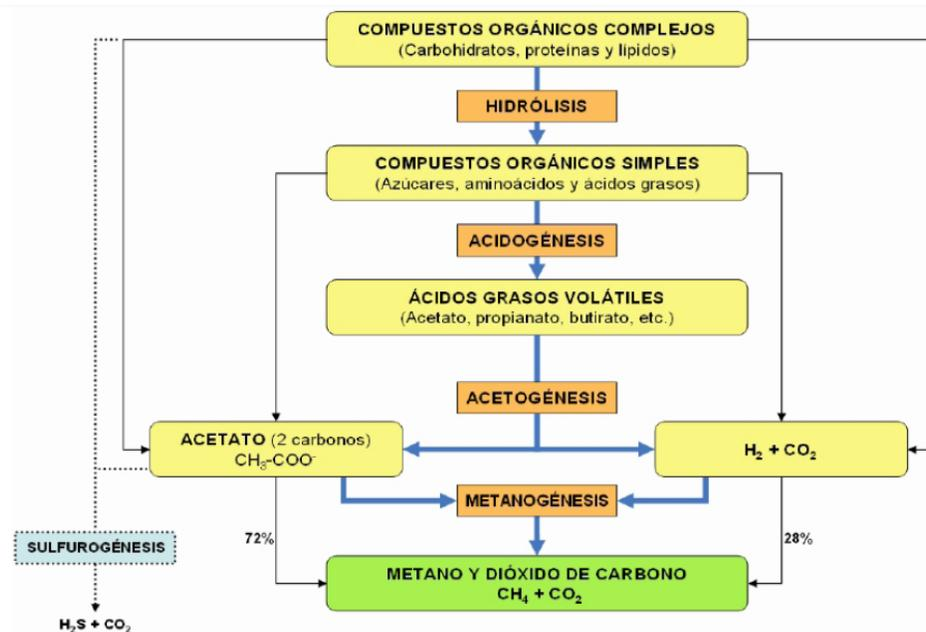 COMPUESTOS ORGÁNICOS COMPLEJOS
(Carbohidratos, proteínas y lípidos)
HIDRÓLISIS
COMPUESTOS ORGÁNICOS SIMPLES
(Azúcares, aminoácidos y ácidos grasos)
ACIDOGÉNESIS
ÁCIDOS GRASOS VOLÁTILES
(Acetato, propianato, butirato, etc.)
ACETOGÉNESIS
ACETATO (2 carbonos)
CH₃-COO⁻
H₂ + CO₂
METANOGÉNESIS
SULFUROGÉNESIS
72%
28%
METANO Y DIÓXIDO DE CARBONO
CH₄ + CO₂
H₂S + CO₂